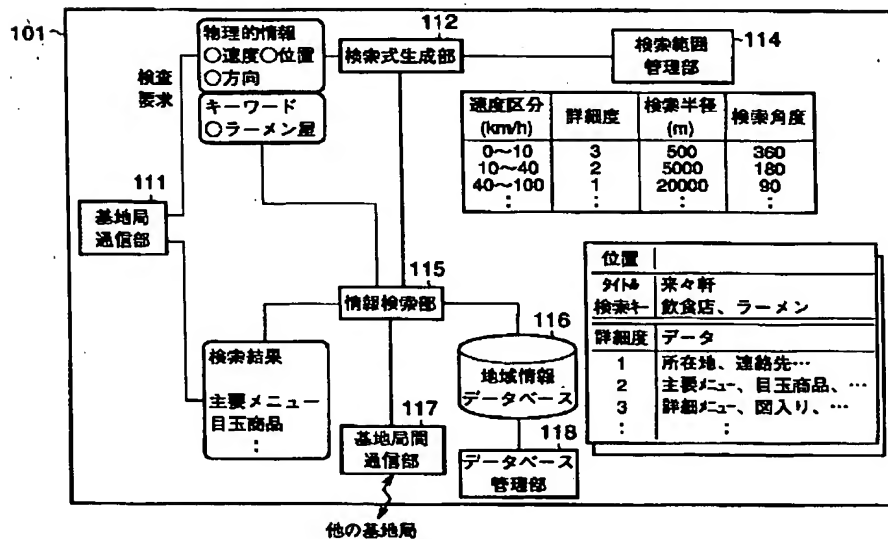 101
物理的情報
○速度○位置
○方向
検査
要求
キーワード
○ラーメン屋
112
検索式生成部
検索範囲
管理部
114
速度区分
(km/h)
詳細度
検索半径
(m)
検索角度
0〜10 3 500 360
10〜40 2 5000 180
40〜100 1 20000 90
: : : :
111
基地局
通信部
115
情報検索部
116
地域情報
データベース
検索結果
主要メニュー
目玉商品
:
117
基地局間
通信部
118
データベース
管理部
他の基地局
位置
タイトル 来々軒
検索キー 飲食店、ラーメン
詳細度 データ
1 所在地、連絡先…
2 主要メニュー、目玉商品、…
3 詳細メニュー、図入り、…
: :